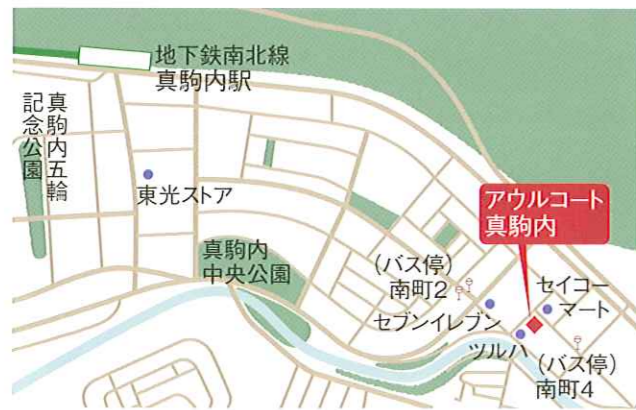 地下鉄南北線
真駒内駅
真駒内五輪
記念公園
東光ストア
アウルコート
真駒内
真駒内
中央公園
(バス停)
南町2
セイコー
マート
セブンイレブン
ツルハ
(バス停)
南町4